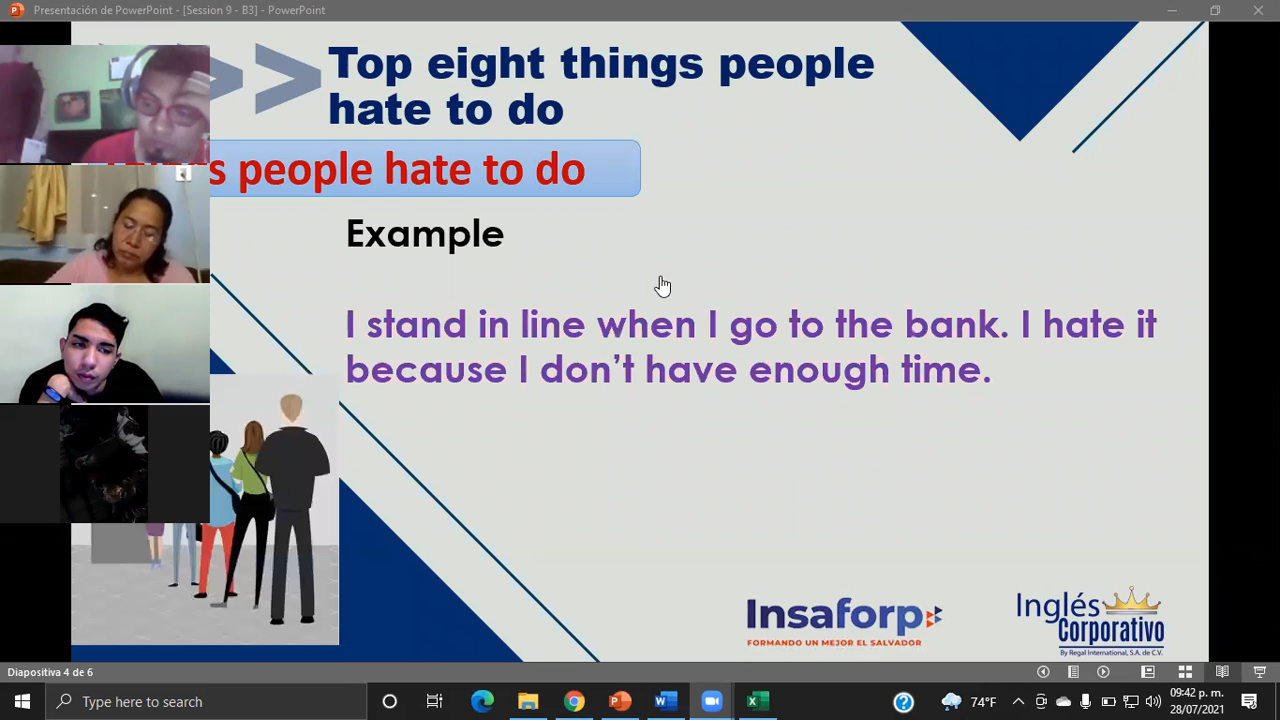 Presentación de PowerPoint - [Session 9 - B3] - PowerPoint
Top eight things people
hate to do
people hate to do
Example
I stand in line when I go to the bank. I hate it
because I don't have enough time.
Insaforp
FORMANDO UN MEJOR EL SALVADOR
Inglés
Corporativo
By Regal International, S.A. de C.V.
Diapositiva 4 de 6
Type here to search
74°F
09:42 p. m.
28/07/2021